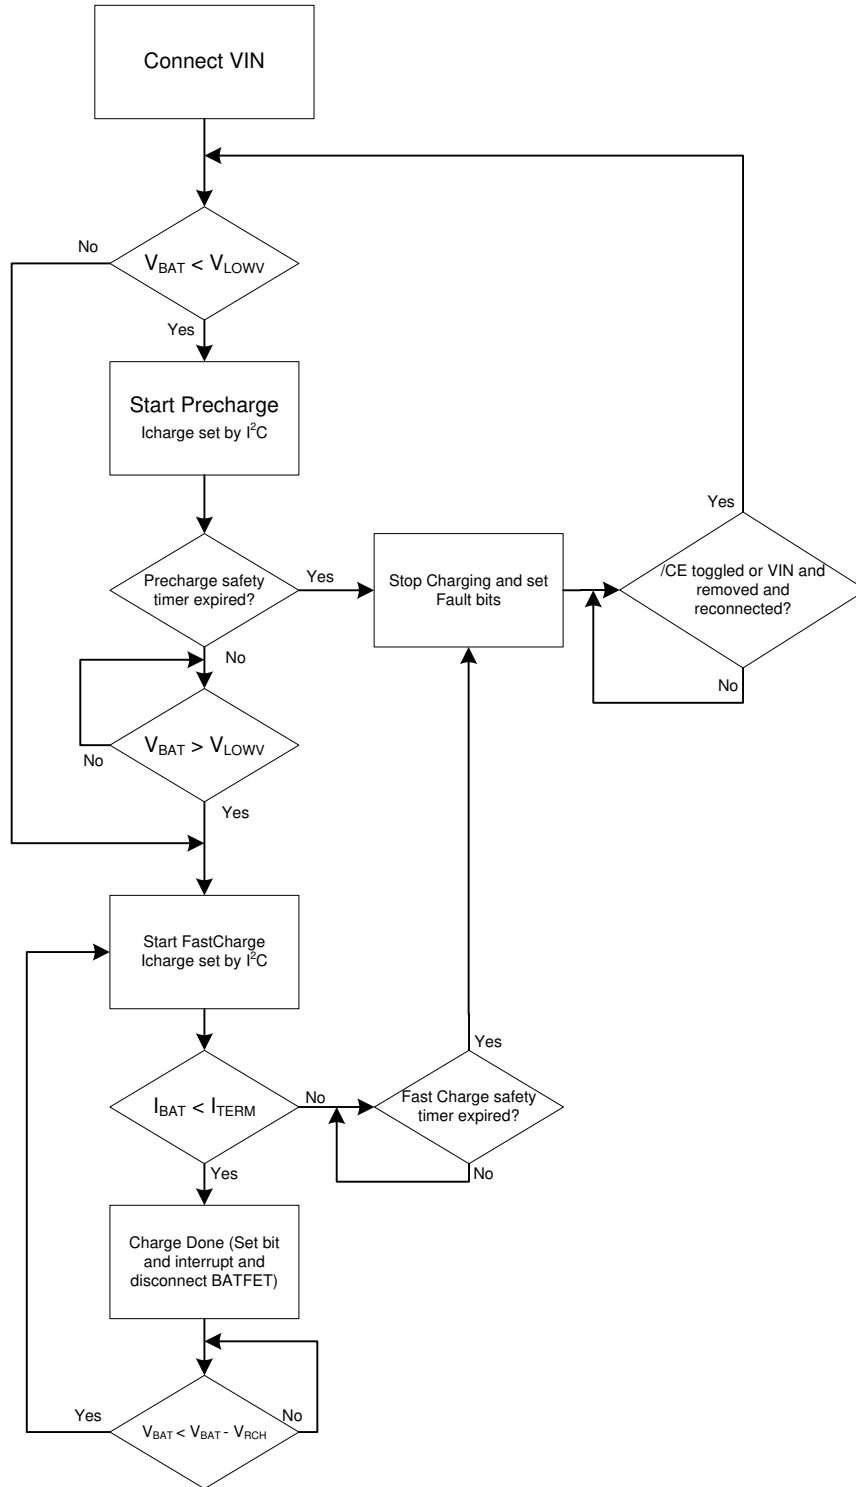 Connect VIN
No
VBAT < VLOWV
Yes
Start Precharge
Icharge set by I2C
Yes
Precharge safety
timer expired?
Yes
Stop Charging and set
Fault bits
/CE toggled or VIN and
removed and
reconnected?
No
No
VBAT > VLOWV
No
Yes
Start FastCharge
Icharge set by I2C
Yes
IBAT < ITERM
No
Fast Charge safety
timer expired?
Yes
No
Charge Done (Set bit
and interrupt and
disconnect BATFET)
Yes
No
VBAT < VBAT - VRCH